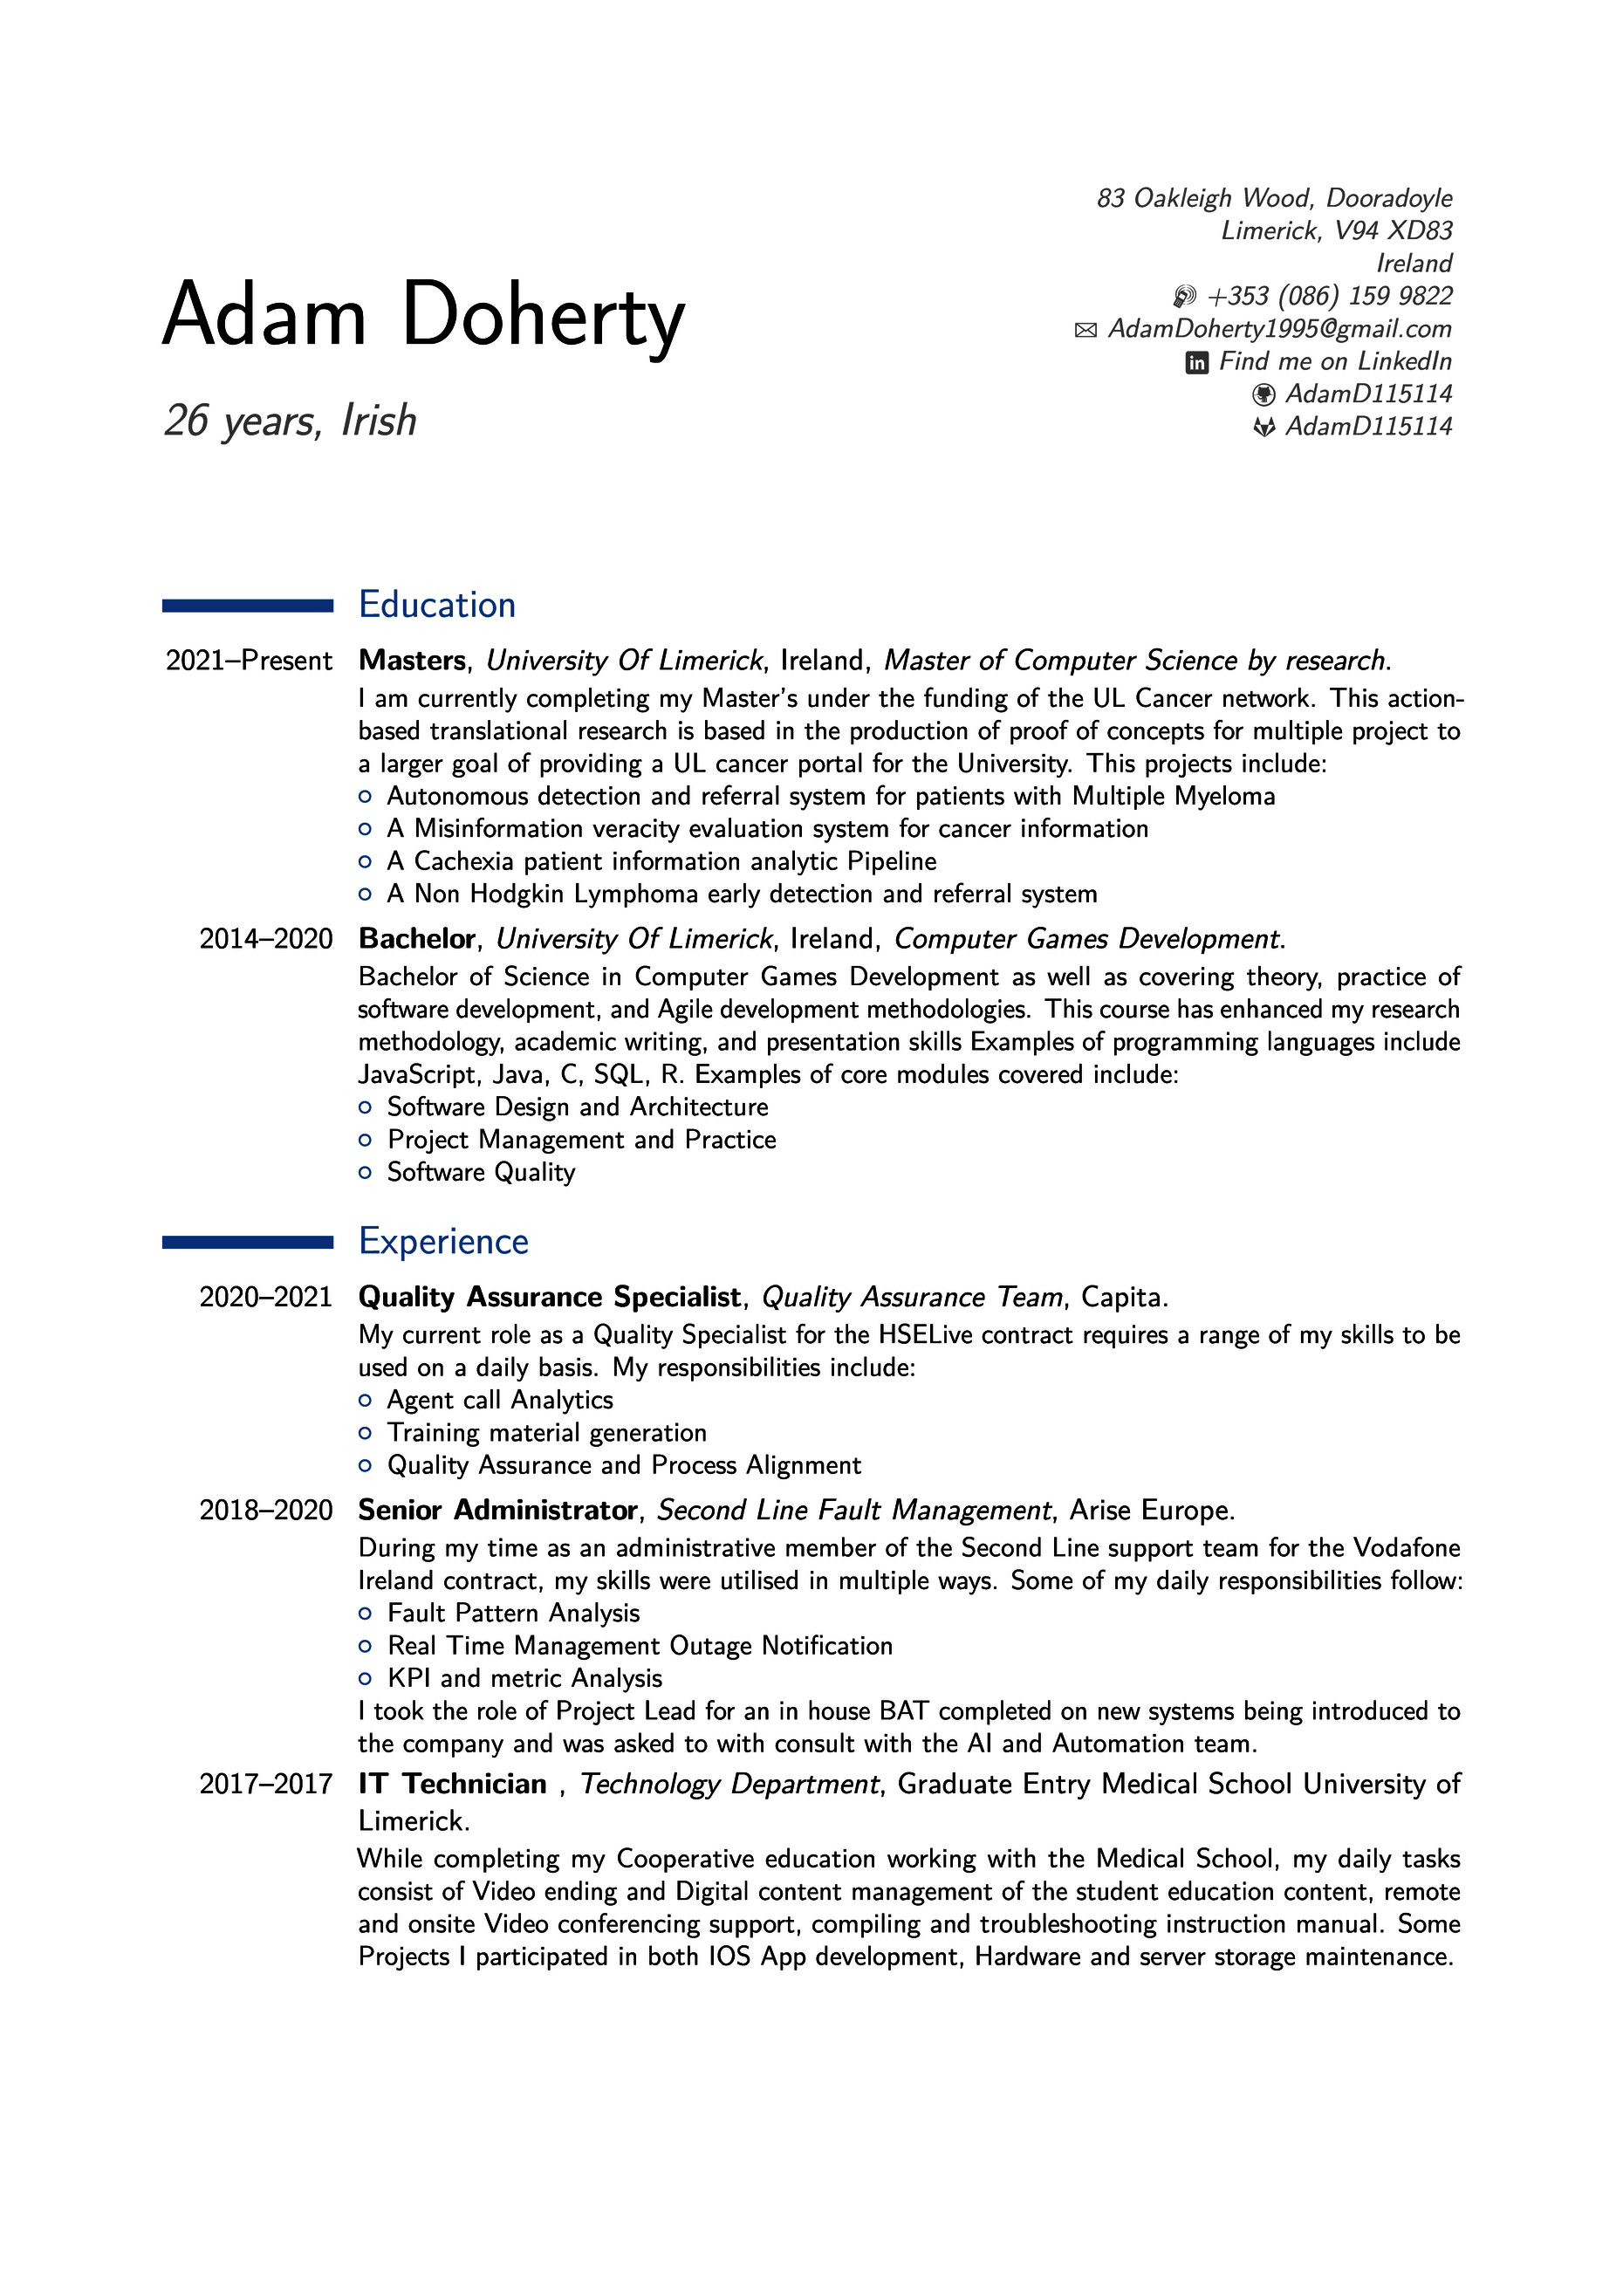 83 Oakleigh Wood, Dooradoyle
Limerick, V94 XD83
Ireland
+353 (086) 159 9822
AdamDoherty1995@gmail.com
Find me on LinkedIn
AdamD115114
AdamD115114
Adam Doherty
26 years, Irish
Education
2021–Present Masters, University Of Limerick, Ireland, Master of Computer Science by research.
I am currently completing my Master's under the funding of the UL Cancer network. This action-
based translational research is based in the production of proof of concepts for multiple project to
a larger goal of providing a UL cancer portal for the University. This projects include:
Autonomous detection and referral system for patients with Multiple Myeloma
A Misinformation veracity evaluation system for cancer information
A Cachexia patient information analytic Pipeline
A Non Hodgkin Lymphoma early detection and referral system
2014–2020 Bachelor, University Of Limerick, Ireland, Computer Games Development.
Bachelor of Science in Computer Games Development as well as covering theory, practice of
software development, and Agile development methodologies. This course has enhanced my research
methodology, academic writing, and presentation skills Examples of programming languages include
JavaScript, Java, C, SQL, R. Examples of core modules covered include:
Software Design and Architecture
Project Management and Practice
Software Quality
Experience
2020–2021 Quality Assurance Specialist, Quality Assurance Team, Capita.
My current role as a Quality Specialist for the HSELive contract requires a range of my skills to be
used on a daily basis. My responsibilities include:
Agent call Analytics
Training material generation
Quality Assurance and Process Alignment
2018–2020 Senior Administrator, Second Line Fault Management, Arise Europe.
During my time as an administrative member of the Second Line support team for the Vodafone
Ireland contract, my skills were utilised in multiple ways. Some of my daily responsibilities follow:
Fault Pattern Analysis
Real Time Management Outage Notification
KPI and metric Analysis
I took the role of Project Lead for an in house BAT completed on new systems being introduced to
the company and was asked to with consult with the AI and Automation team.
2017–2017 IT Technician , Technology Department, Graduate Entry Medical School University of
Limerick.
While completing my Cooperative education working with the Medical School, my daily tasks
consist of Video ending and Digital content management of the student education content, remote
and onsite Video conferencing support, compiling and troubleshooting instruction manual. Some
Projects I participated in both IOS App development, Hardware and server storage maintenance.